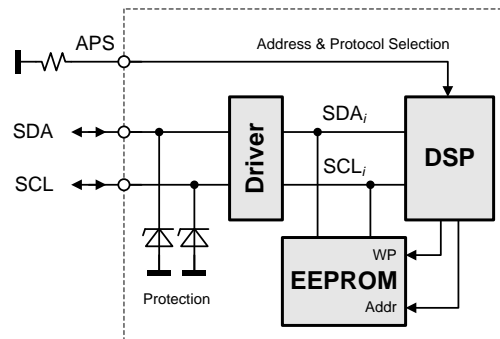 APS
Address & Protocol Selection
SDA
SDAi
Driver
DSP
SCL
SCLi
WP
EEPROM
Addr
Protection